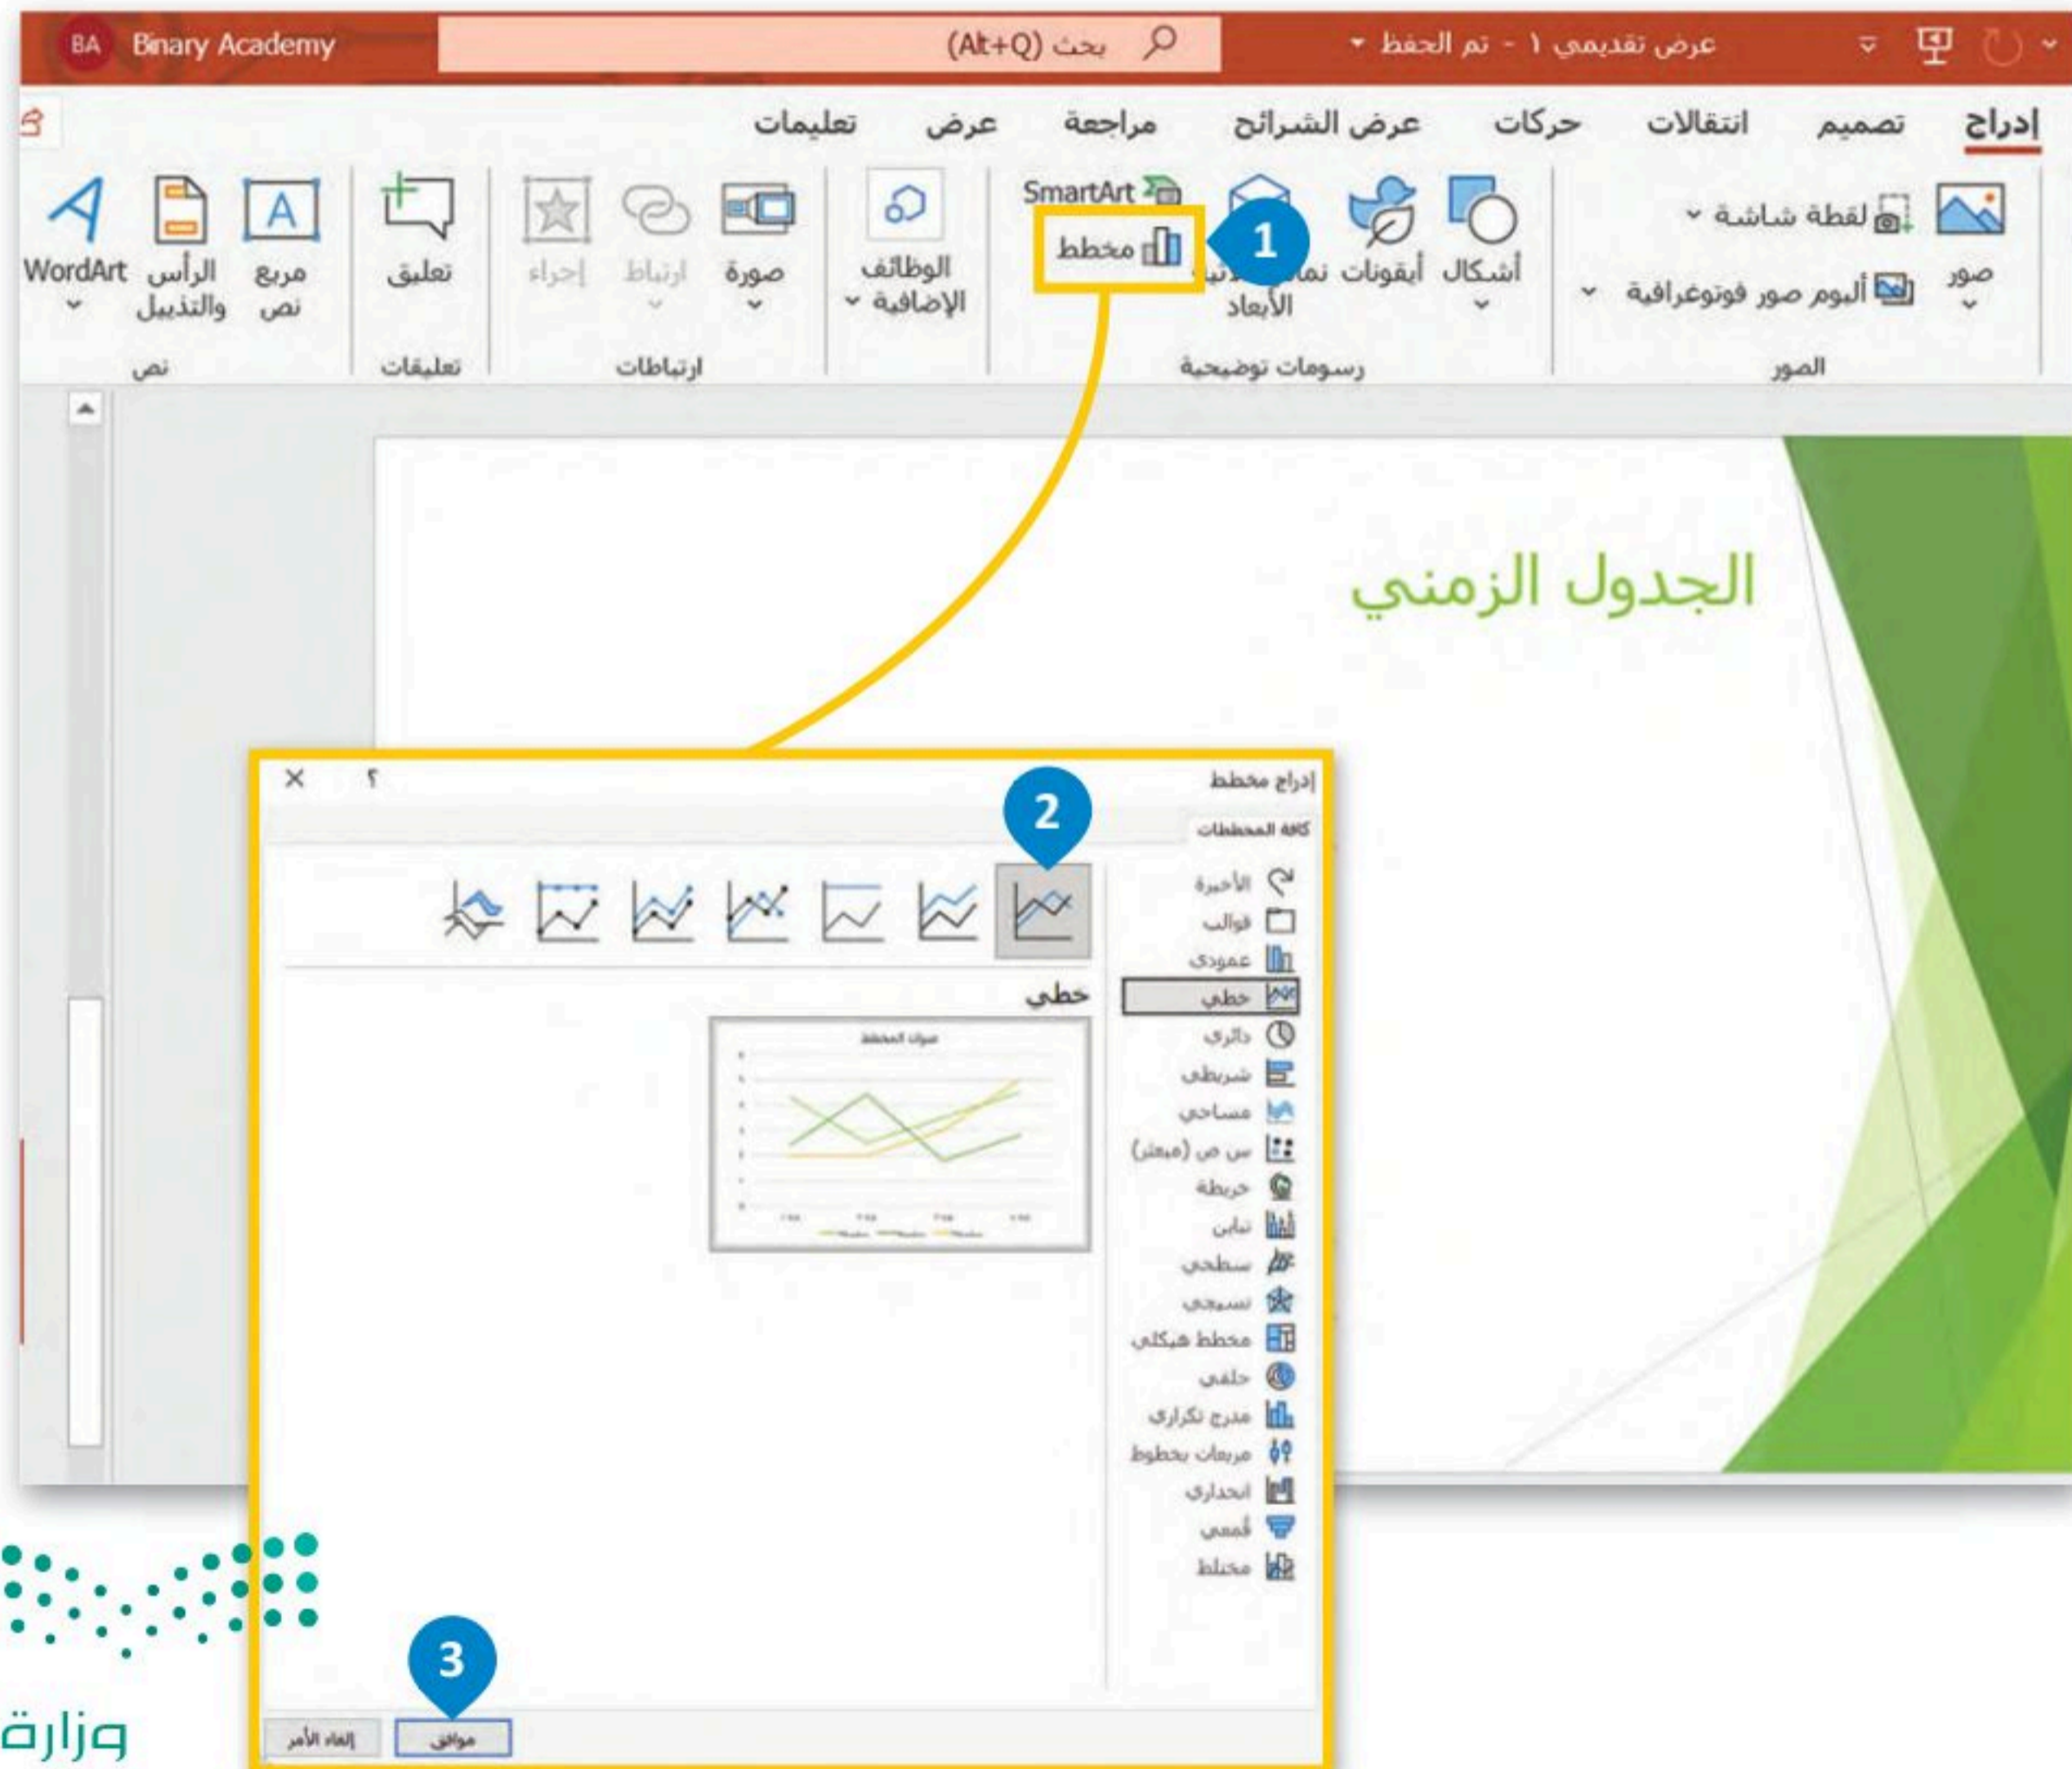 عرض تقديمي ١ - تم الحفظ
بحث (Alt+Q)
Binary Academy
BA
إدراج
تصميم
انتقالات
حركات
عرض الشرائح
مراجعة
عرض
تعليمات
صور
لقطة شاشة
ألبوم صور فوتوغرافية
الصور
أشكال
أيقونات
الأبعاد
1
SmartArt
مخطط
رسومات توضيحية
الوظائف
الإضافية
صورة
ارتباط
إجراء
ارتباطات
تعليق
تعليقات
مربع
نص
الرأس
والتذييل
WordArt
نص
الجدول الزمني
إدراج مخطط
؟
2
كافة المخططات
الأخيرة
قوالب
عمودي
خطي
دائري
شريطي
مساحي
س ص (مبعثر)
خريطة
تباين
سطحي
نسيجي
مخطط هيكلي
حلقي
مدرج تكراري
مربعات بخطوط
انحداري
قُمعي
مختلط
خطي
عنوان المخطط
3
موافق
إلغاء الأمر
وزارة